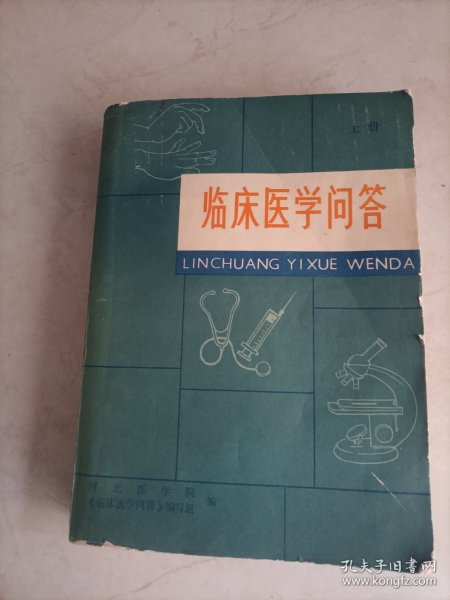 上册
临床医学问答
LINCHUANG YIXUE WENDA
河北医学院
《临床医学问答》编写组 编
孔夫子旧书网
www.kongfz.com